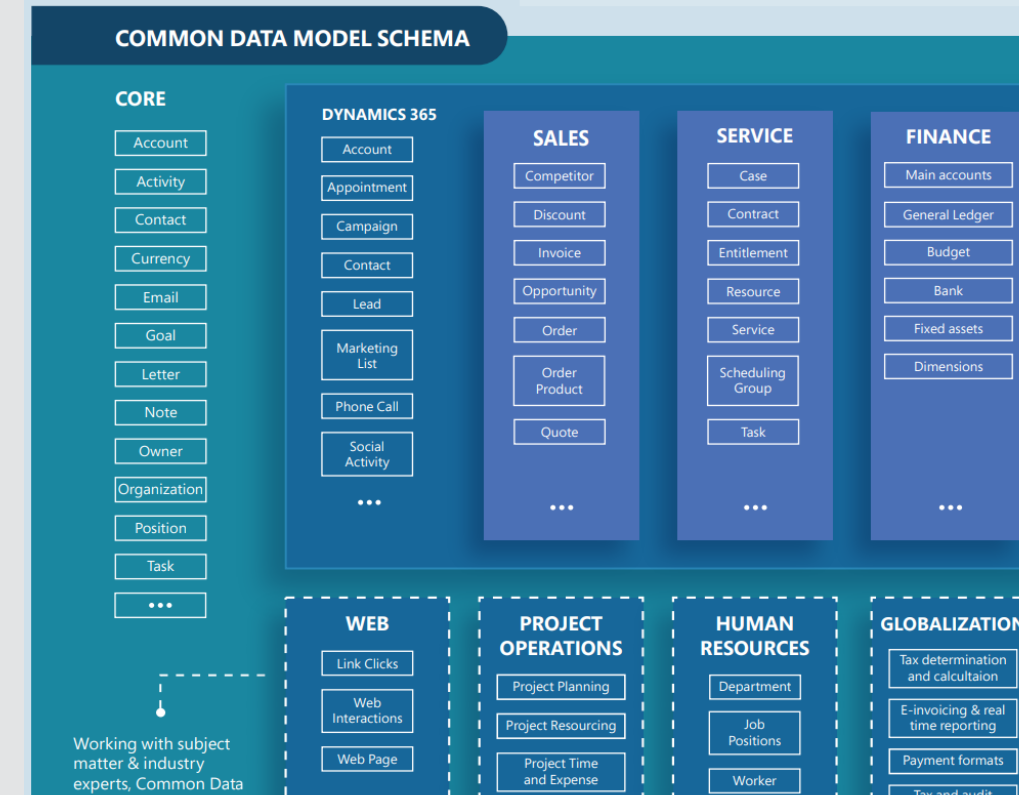 COMMON DATA MODEL SCHEMA
CORE
Account
Activity
Contact
Currency
Email
Goal
Letter
Note
Owner
Organization
Position
Task
...
Working with subject
matter & industry
experts, Common Data
DYNAMICS 365
Account
Appointment
Campaign
Contact
Lead
Marketing
List
Phone Call
Social
Activity
...
SALES
Competitor
Discount
Invoice
Opportunity
Order
Order
Product
Quote
...
SERVICE
Case
Contract
Entitlement
Resource
Service
Scheduling
Group
Task
...
FINANCE
Main accounts
General Ledger
Budget
Bank
Fixed assets
Dimensions
...
WEB
Link Clicks
Web
Interactions
Web Page
PROJECT
OPERATIONS
Project Planning
Project Resourcing
Project Time
and Expense
HUMAN
RESOURCES
Department
Job
Positions
Worker
GLOBALIZATION
Tax determination
and calcultaion
E-invoicing & real
time reporting
Payment formats
Tax and audit